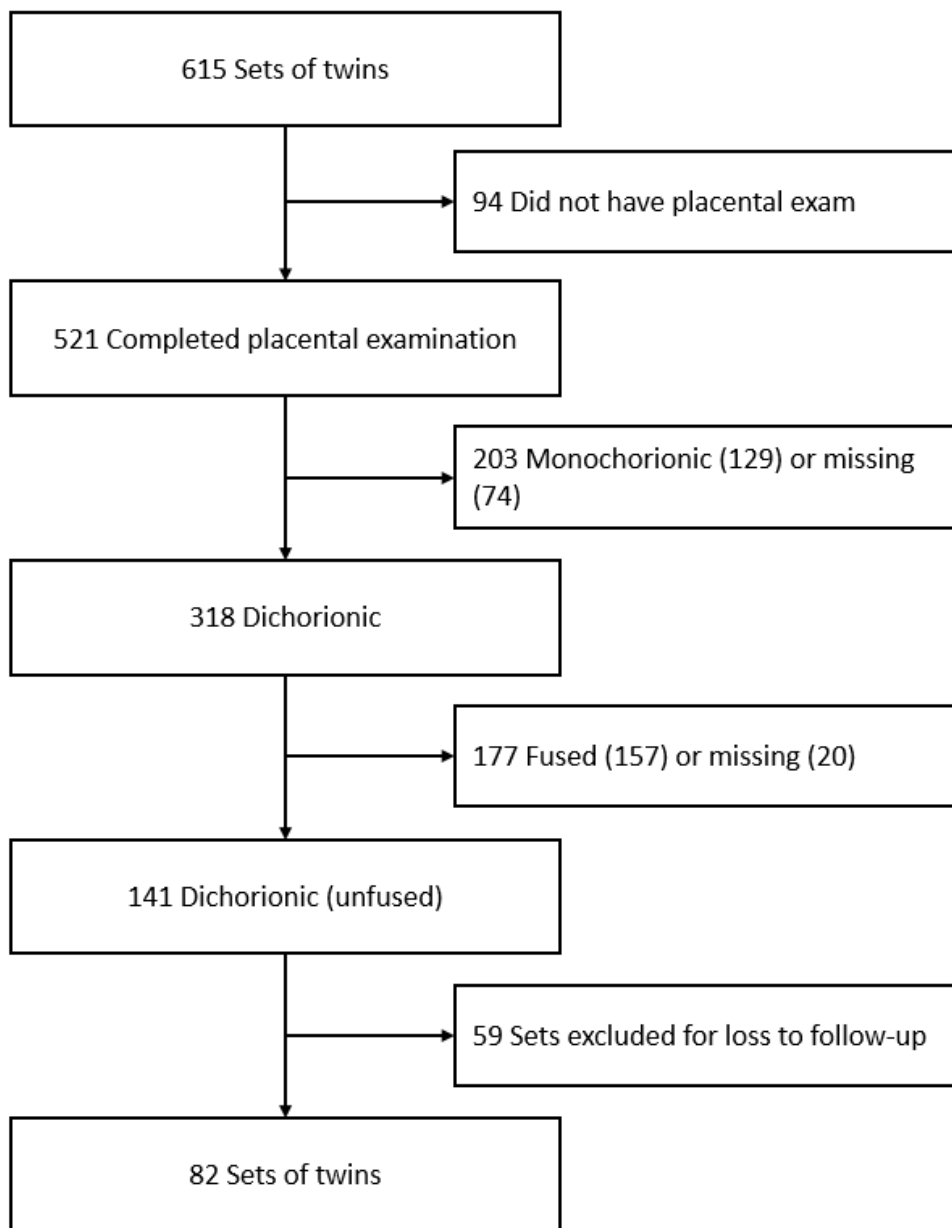 615 Sets of twins
94 Did not have placental exam
521 Completed placental examination
203 Monochorionic (129) or missing
(74)
318 Dichorionic
177 Fused (157) or missing (20)
141 Dichorionic (unfused)
59 Sets excluded for loss to follow-up
82 Sets of twins